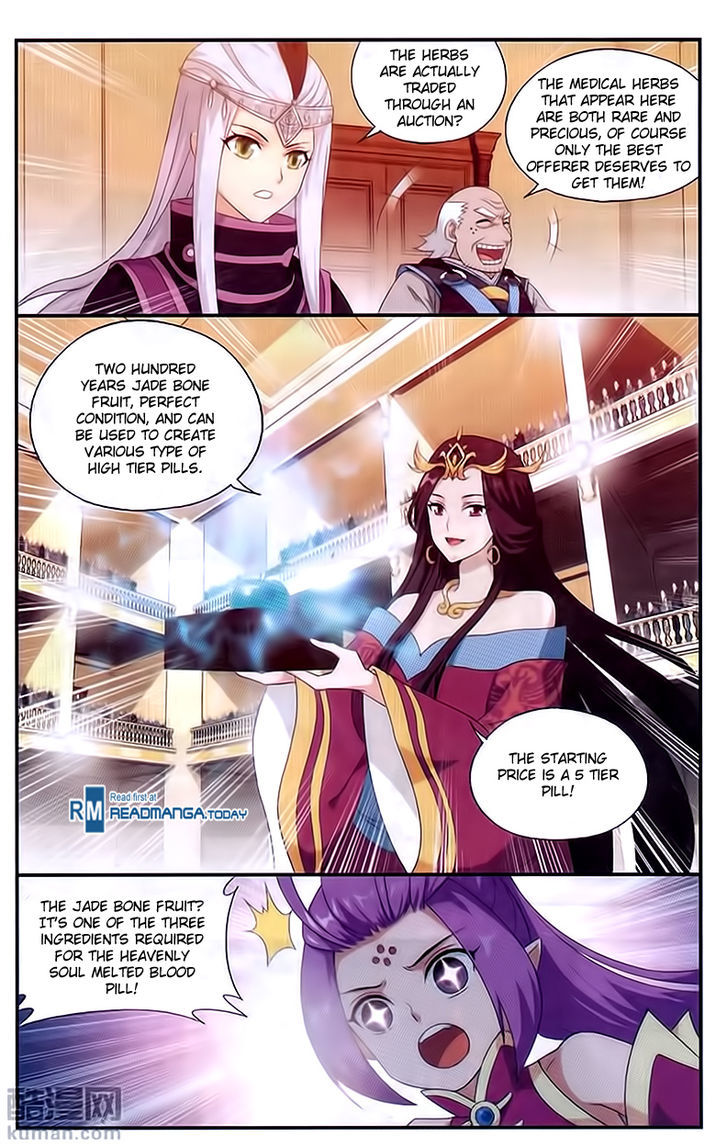 THE HERBS
ARE ACTUALLY
TRADED
THROUGH AN
AUCTION?
THE MEDICAL HERBS
THAT APPEAR HERE
ARE BOTH RARE AND
PRECIOUS, OF COURSE
ONLY THE BEST
OFFERER DESERVES TO
GET THEM!
TWO HUNDRED
YEARS JADE BONE
FRUIT, PERFECT
CONDITION, AND CAN
BE USED TO CREATE
VARIOUS TYPE OF
HIGH TIER PILLS.
THE STARTING
PRICE IS A 5 TIER
PILL!
RM Read first at
READMANGA.TODAY
THE JADE BONE FRUIT?
IT'S ONE OF THE THREE
INGREDIENTS REQUIRED
FOR THE HEAVENLY
SOUL MELTED BLOOD
PILL!
酷漫网
kuman.com